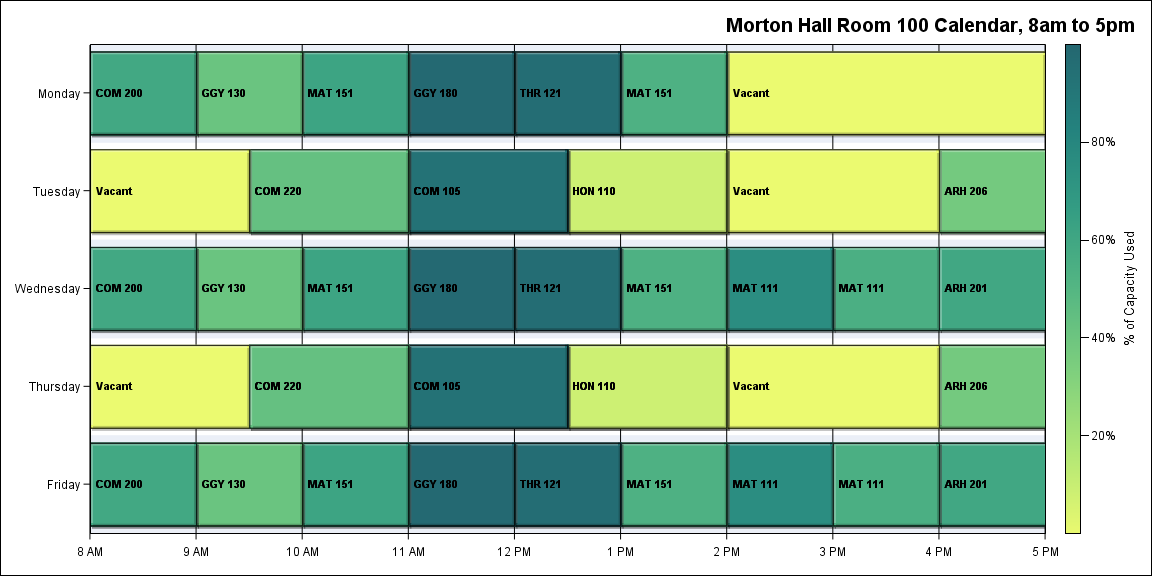 Morton Hall Room 100 Calendar, 8am to 5pm
Monday
COM 200
GGY 130
MAT 151
GGY 180
THR 121
MAT 151
Vacant
Tuesday
Vacant
COM 220
COM 105
HON 110
Vacant
ARH 206
Wednesday
COM 200
GGY 130
MAT 151
GGY 180
THR 121
MAT 151
MAT 111
MAT 111
ARH 201
Thursday
Vacant
COM 220
COM 105
HON 110
Vacant
ARH 206
Friday
COM 200
GGY 130
MAT 151
GGY 180
THR 121
MAT 151
MAT 111
MAT 111
ARH 201
8 AM
9 AM
10 AM
11 AM
12 PM
1 PM
2 PM
3 PM
4 PM
5 PM
80%
60%
40%
20%
% of Capacity Used